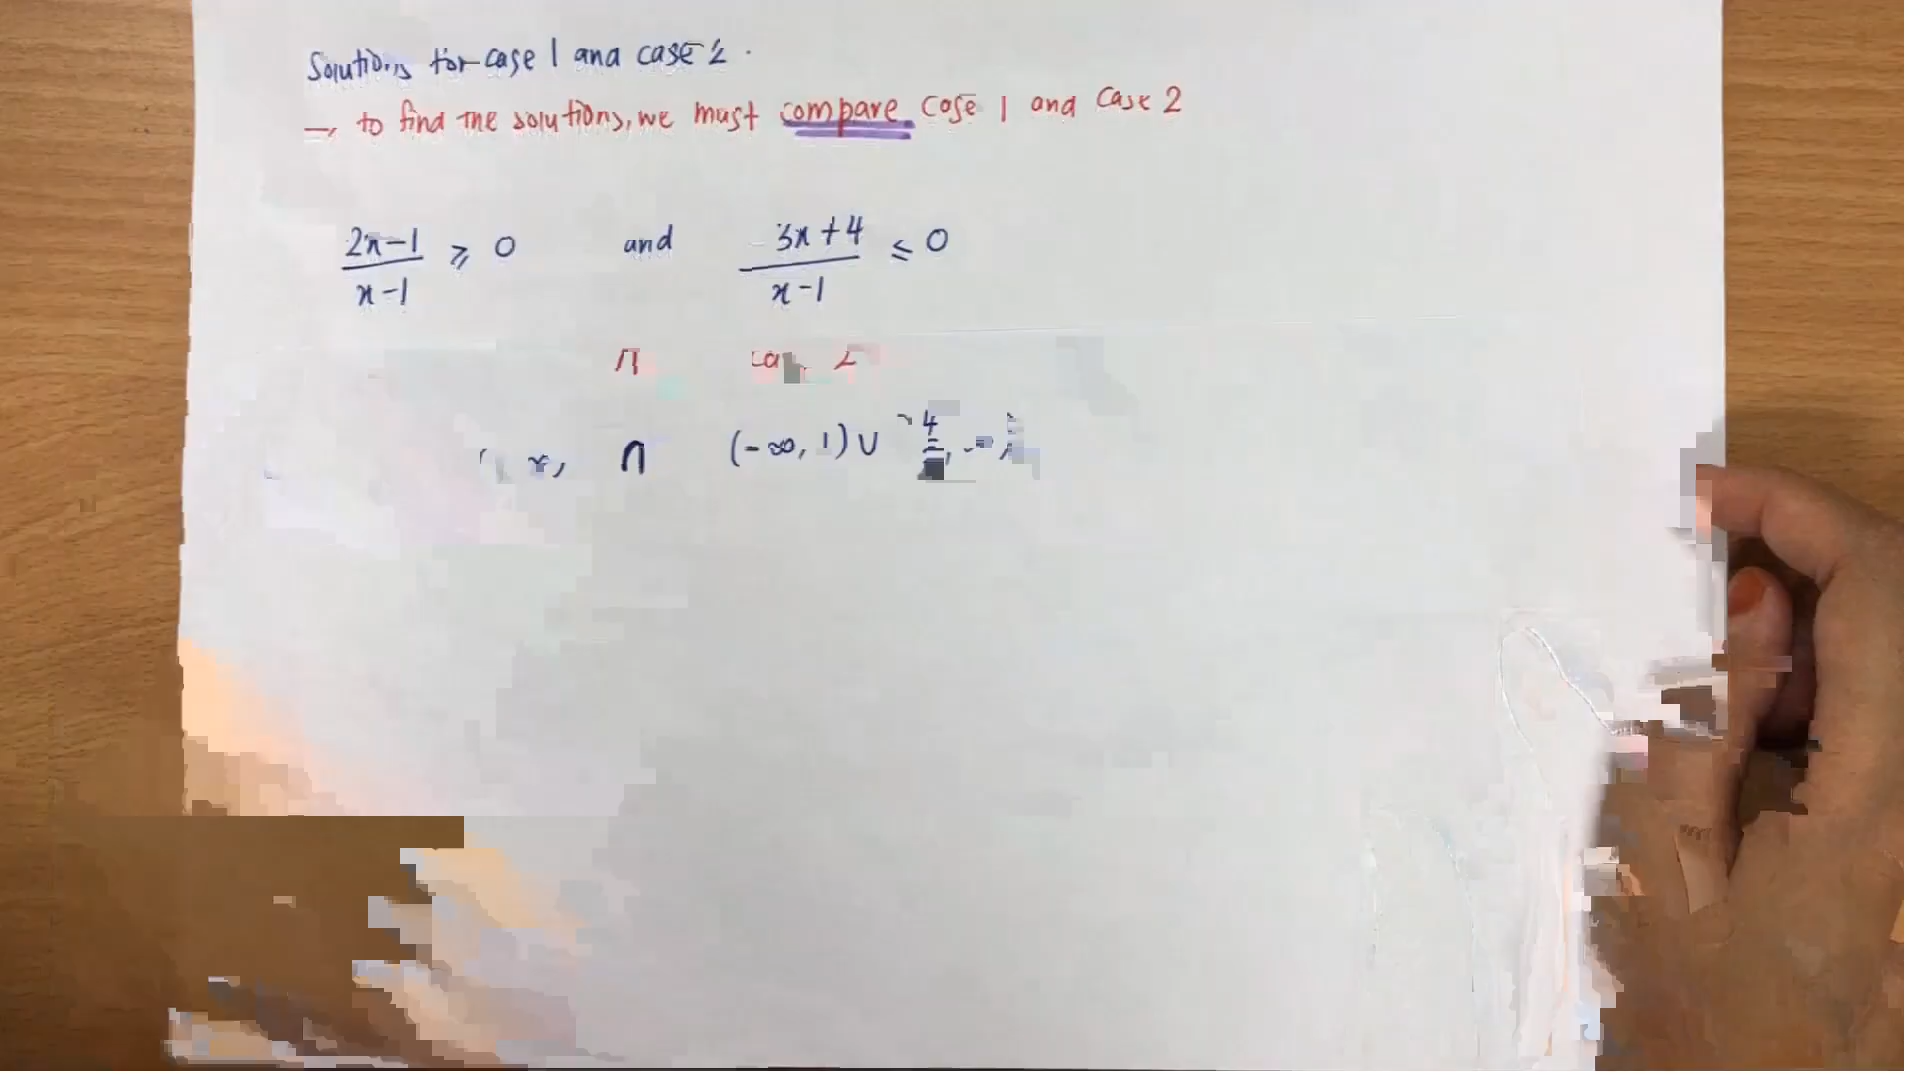 Solutions for case 1 and case 2.
→ to find the solutions, we must compare case 1 and case 2
2x-1/x-1 ⩾ 0 and -3x+4/x-1 ⩽ 0
∩
∩ (-∞, 1) ∪ 4